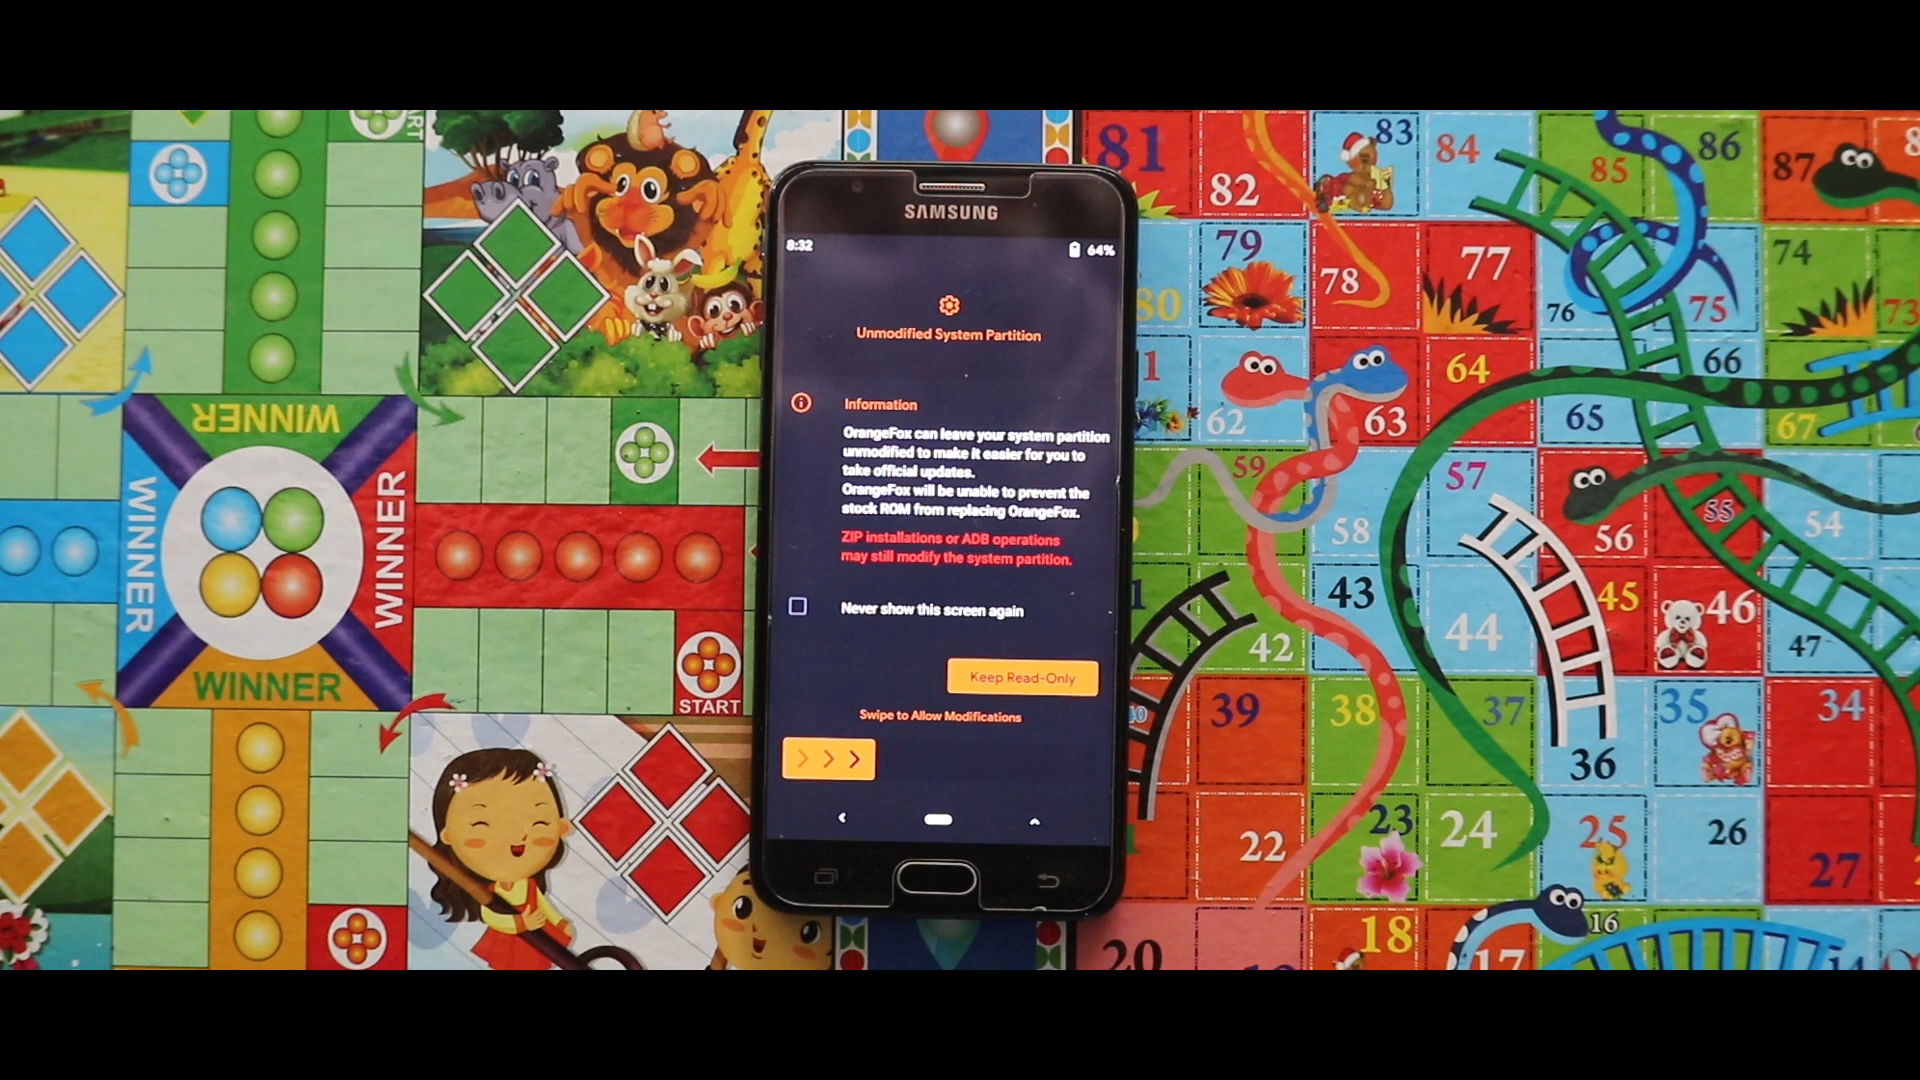 SAMSUNG
8:32
64%
Unmodified System Partition
Information
OrangeFox can leave your system partition
unmodified to make it easier for you to
take official updates.
OrangeFox will be unable to prevent the
stock ROM from replacing OrangeFox.
ZIP installations or ADB operations
may still modify the system partition.
Never show this screen again
Keep Read-Only
Swipe to Allow Modifications
WINNER
WINNER
WINNER
WINNER
START
81
82
83
84
85
86
87
80
79
78
77
76
75
74
73
62
63
64
65
66
67
59
58
57
56
55
54
42
43
44
45
46
47
40
39
38
37
36
35
34
22
23
24
25
26
27
20
18
17
16